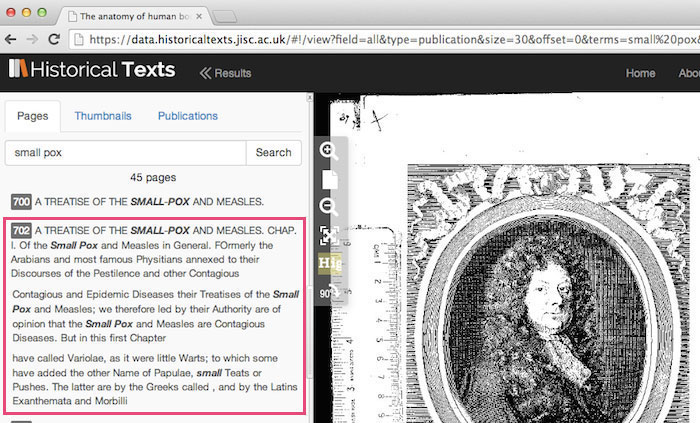 The anatomy of human bo
https://data.historicaltexts.jisc.ac.uk/#!/view?field=all&type=publication&size=30&offset=0&terms=small%20pox&
Historical Texts
Results
Home
Abou
Pages
Thumbnails
Publications
small pox
Search
45 pages
700 A TREATISE OF THE SMALL-POX AND MEASLES.
702 A TREATISE OF THE SMALL-POX AND MEASLES. CHAP.
I. Of the Small Pox and Measles in General. FOrmerly the
Arabians and most famous Physitians annexed to their
Discourses of the Pestilence and other Contagious
Contagious and Epidemic Diseases their Treatises of the Small
Pox and Measles; we therefore led by their Authority are of
opinion that the Small Pox and Measles are Contagious
Diseases. But in this first Chapter
have called Variolae, as it were little Warts; to which some
have added the other Name of Papulae, small Teats or
Pushes. The latter are by the Greeks called , and by the Latins
Exanthemata and Morbilli
Hig
90°